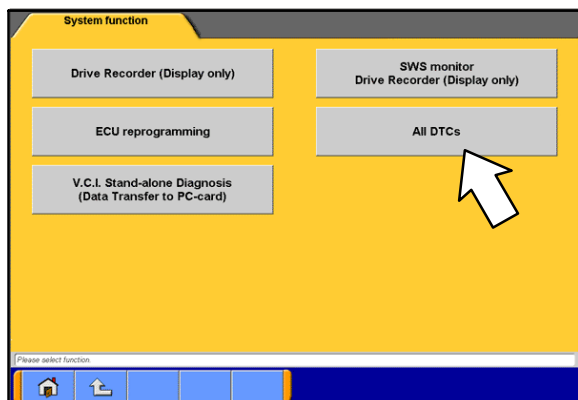 System function
Drive Recorder (Display only)
SWS monitor
Drive Recorder (Display only)
ECU reprogramming
All DTCs
V.C.I. Stand-alone Diagnosis
(Data Transfer to PC-card)
Please select function.